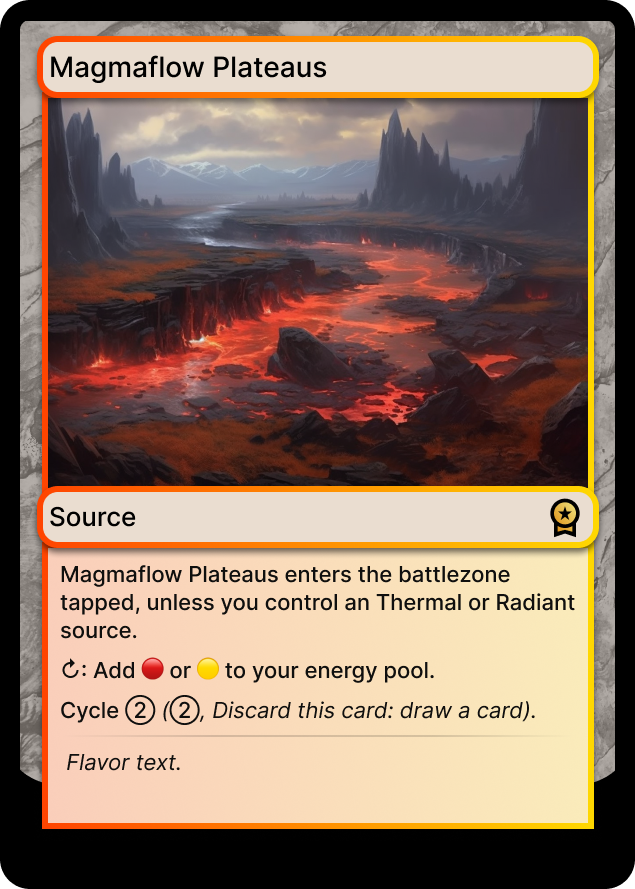 Magmaflow Plateaus
Source
Magmaflow Plateaus enters the battlezone
tapped, unless you control an Thermal or Radiant
source.
↻: Add 🔴 or 🟡 to your energy pool.
Cycle ② (②, Discard this card: draw a card).
Flavor text.